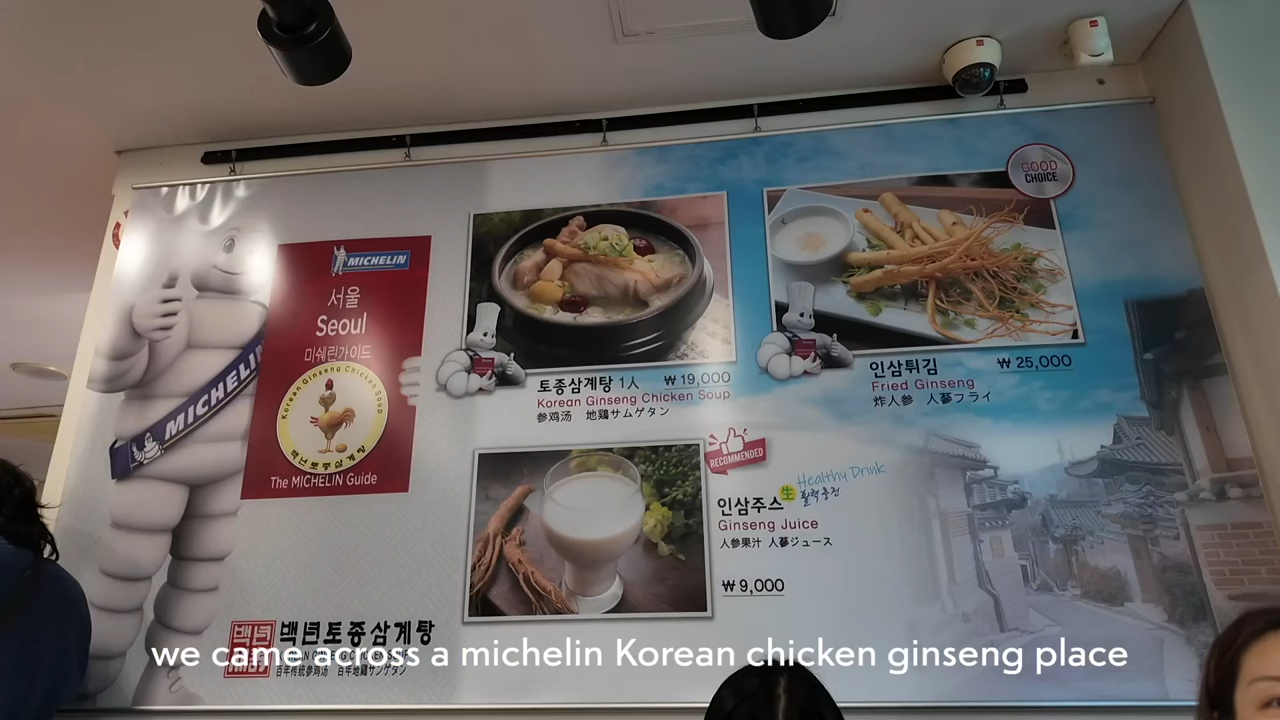 MICHELIN
MICHELIN
서울
Seoul
미쉐린가이드
Korean Ginseng Chicken Soup
백년토종삼계탕
The MICHELIN Guide
토종삼계탕 1人 ₩19,000
Korean Ginseng Chicken Soup
参鸡汤 地鶏サムゲタン
GOOD
CHOICE
인삼튀김 ₩25,000
Fried Ginseng
炸人参 人蔘フライ
RECOMMENDED
Healthy Drink
인삼주스 生 활력충전
Ginseng Juice
人参果汁 人蔘ジュース
₩9,000
백년 백년토종삼계탕
百年传统参鸡汤 百年地鶏サンゲタン
we came across a michelin Korean chicken ginseng place